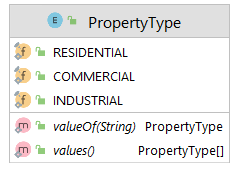 E PropertyType
f RESIDENTIAL
f COMMERCIAL
f INDUSTRIAL
m valueOf(String) PropertyType
m values() PropertyType[]